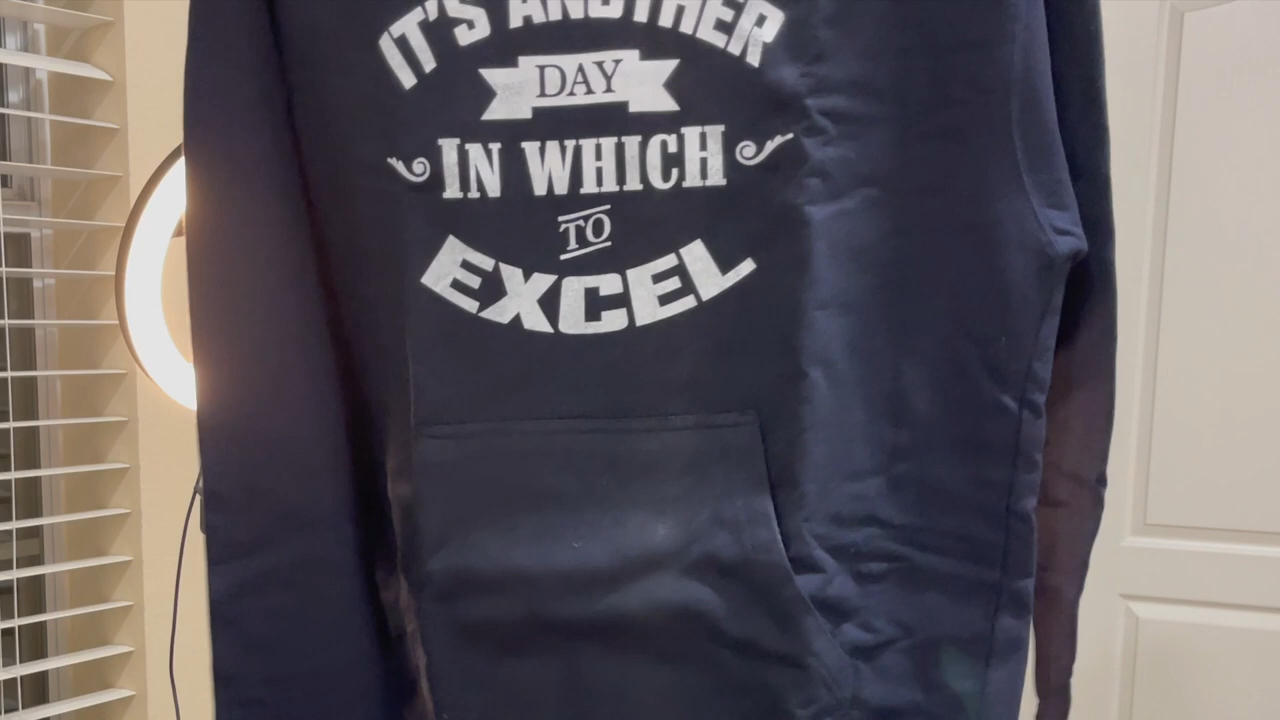 IT'S ANOTHER
DAY
IN WHICH
TO
EXCEL